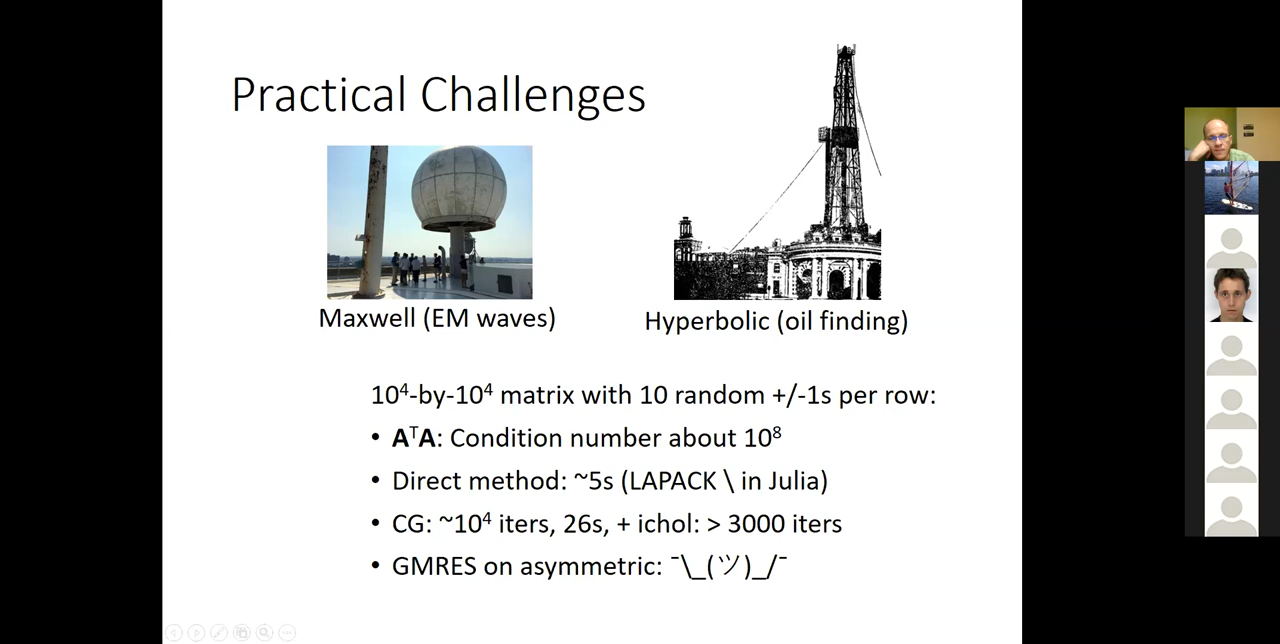 Practical Challenges
Maxwell (EM waves)
Hyperbolic (oil finding)
10⁴-by-10⁴ matrix with 10 random +/-1s per row:
• AᵀA: Condition number about 10⁸
• Direct method: ~5s (LAPACK \ in Julia)
• CG: ~10⁴ iters, 26s, + ichol: > 3000 iters
• GMRES on asymmetric: ¯\_(ツ)_/¯